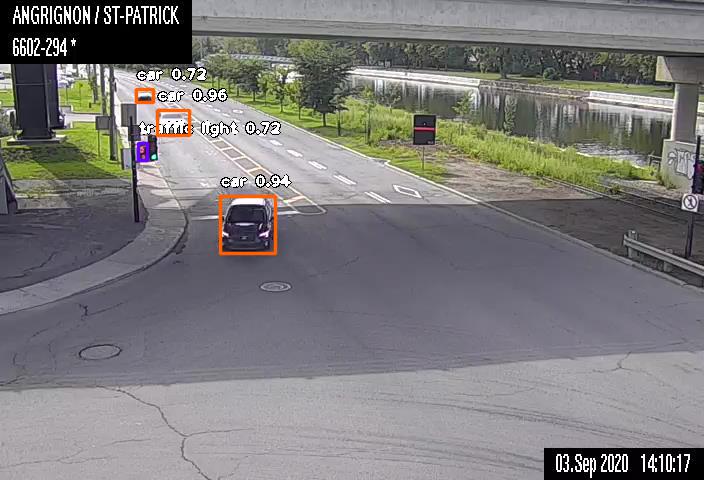 ANGRIGNON / ST-PATRICK
6602-294 *
car 0.72
car 0.96
traffic light 0.72
car 0.94
03.Sep 2020 14:10:17